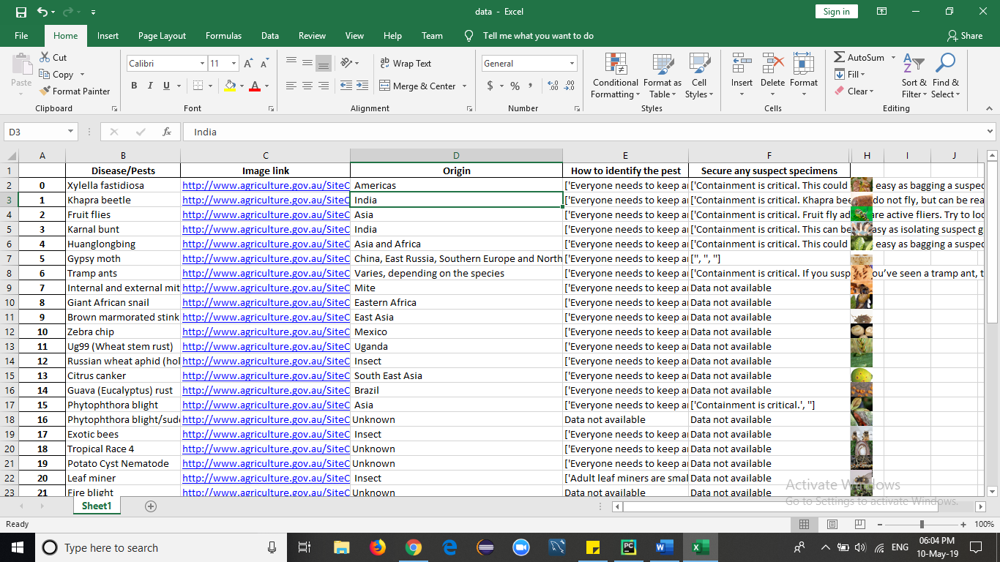 data - Excel
Sign in
File Home Insert Page Layout Formulas Data Review View Help Team Tell me what you want to do Share
Cut
Copy
Format Painter
Paste
Clipboard
Calibri 11 A A
B I U A
Font
Wrap Text
Merge & Center
Alignment
General
$ % ,
Number
Conditional Formatting
Format as Table
Cell Styles
Styles
Insert Delete Format
Cells
AutoSum
Fill
Clear
Sort & Filter
Find & Select
Editing
D3 fx India
A B C D E F H I J
1 Disease/Pests Image link Origin How to identify the pest Secure any suspect specimens
2 0 Xylella fastidiosa http://www.agriculture.gov.au/SiteC Americas ['Everyone needs to keep a ['Containment is critical. This could easy as bagging a suspec
3 1 Khapra beetle http://www.agriculture.gov.au/SiteC India ['Everyone needs to keep a ['Containment is critical. Khapra bee do not fly, but can be rea
4 2 Fruit flies http://www.agriculture.gov.au/SiteC Asia ['Everyone needs to keep a ['Containment is critical. Fruit fly ad are active fliers. Try to loc
5 3 Karnal bunt http://www.agriculture.gov.au/SiteC India ['Everyone needs to keep a ['Containment is critical. This can be asy as isolating suspect g
6 4 Huanglongbing http://www.agriculture.gov.au/SiteC Asia and Africa ['Everyone needs to keep a ['Containment is critical. This could easy as bagging a suspec
7 5 Gypsy moth http://www.agriculture.gov.au/SiteC China, East Russia, Southern Europe and North ['Everyone needs to keep a ['', '', '']
8 6 Tramp ants http://www.agriculture.gov.au/SiteC Varies, depending on the species ['Everyone needs to keep a ['Containment is critical. If you susp ou've seen a tramp ant, t
9 7 Internal and external mit http://www.agriculture.gov.au/SiteC Mite ['Everyone needs to keep a Data not available
10 8 Giant African snail http://www.agriculture.gov.au/SiteC Eastern Africa ['Everyone needs to keep a Data not available
11 9 Brown marmorated stink http://www.agriculture.gov.au/SiteC East Asia ['Everyone needs to keep a Data not available
12 10 Zebra chip http://www.agriculture.gov.au/SiteC Mexico ['Everyone needs to keep a Data not available
13 11 Ug99 (Wheat stem rust) http://www.agriculture.gov.au/SiteC Uganda ['Everyone needs to keep a Data not available
14 12 Russian wheat aphid (hol http://www.agriculture.gov.au/SiteC Insect ['Everyone needs to keep a Data not available
15 13 Citrus canker http://www.agriculture.gov.au/SiteC South East Asia ['Everyone needs to keep a Data not available
16 14 Guava (Eucalyptus) rust http://www.agriculture.gov.au/SiteC Brazil ['Everyone needs to keep a Data not available
17 15 Phytophthora blight http://www.agriculture.gov.au/SiteC Asia ['Everyone needs to keep a ['Containment is critical.', '']
18 16 Phytophthora blight/sud http://www.agriculture.gov.au/SiteC Unknown Data not available Data not available
19 17 Exotic bees http://www.agriculture.gov.au/SiteC Insect ['Everyone needs to keep a Data not available
20 18 Tropical Race 4 http://www.agriculture.gov.au/SiteC Unknown ['Everyone needs to keep a Data not available
21 19 Potato Cyst Nematode http://www.agriculture.gov.au/SiteC Unknown ['Everyone needs to keep a Data not available
22 20 Leaf miner http://www.agriculture.gov.au/SiteC Insect ['Adult leaf miners are smal Data not available
23 21 Fire blight http://www.agriculture.gov.au/SiteC Unknown Data not available Data not available
Activate Windows
Go to Settings to activate Windows.
Sheet1
Ready 100%
Type here to search
ENG
06:04 PM
10-May-19